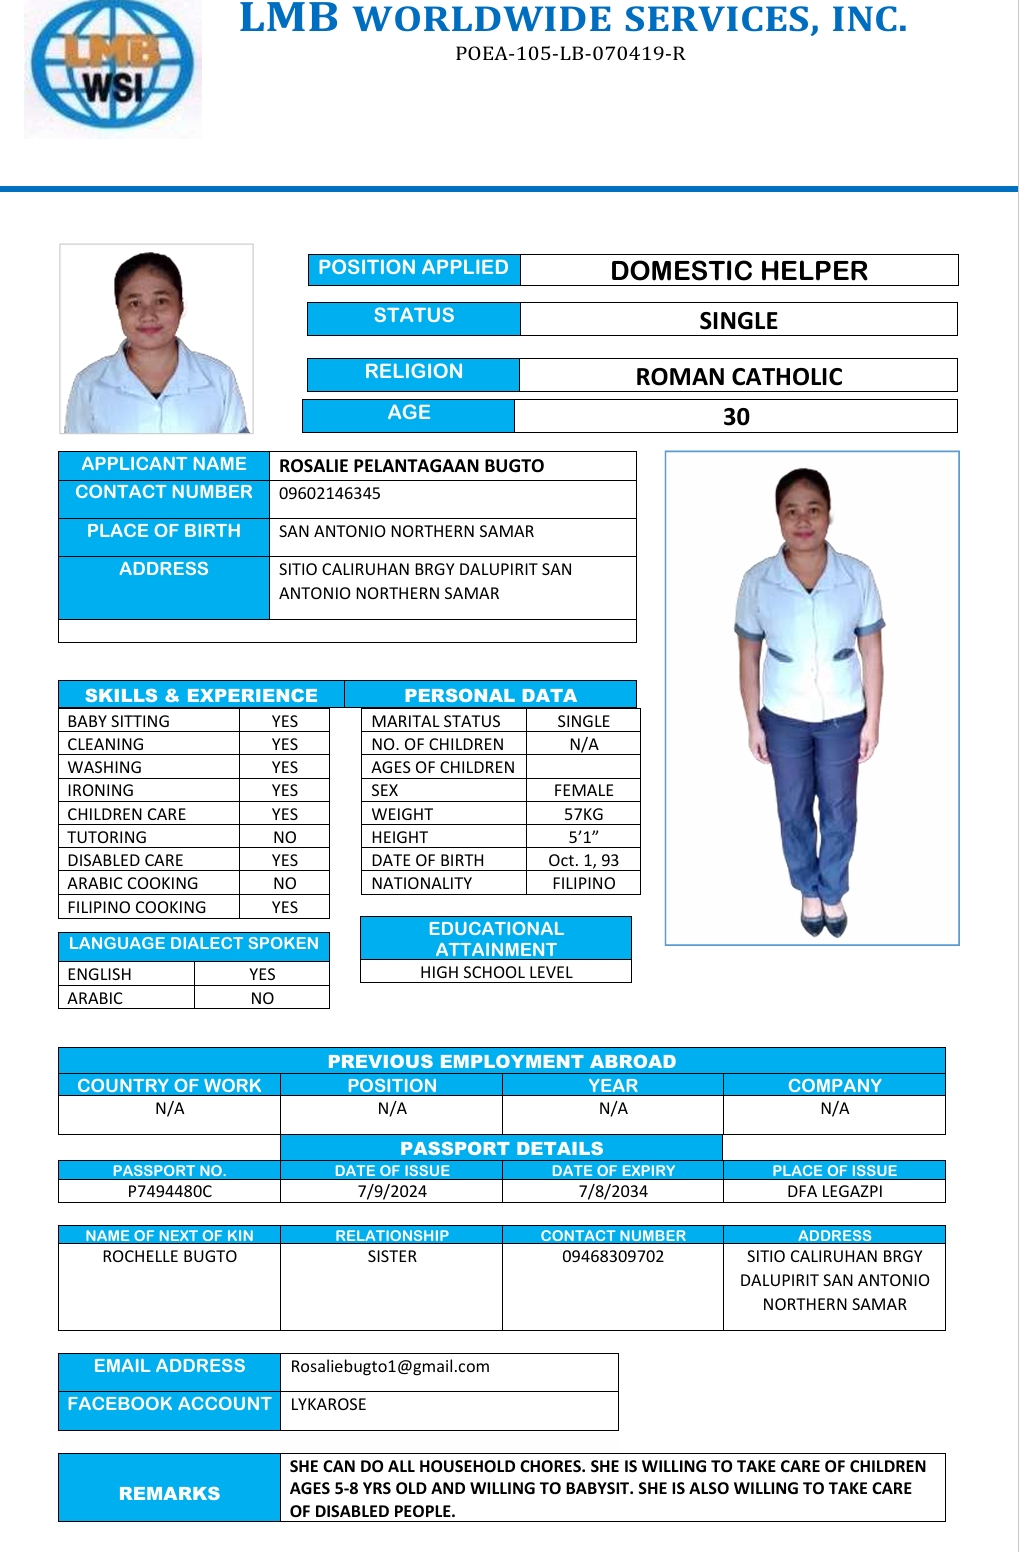 LMB WORLDWIDE SERVICES, INC.
POEA-105-LB-070419-R
LMB
WSI
POSITION APPLIED DOMESTIC HELPER
STATUS SINGLE
RELIGION ROMAN CATHOLIC
AGE 30
APPLICANT NAME ROSALIE PELANTAGAAN BUGTO
CONTACT NUMBER 09602146345
PLACE OF BIRTH SAN ANTONIO NORTHERN SAMAR
ADDRESS SITIO CALIRUHAN BRGY DALUPIRIT SAN
ANTONIO NORTHERN SAMAR
SKILLS & EXPERIENCE PERSONAL DATA
BABY SITTING YES MARITAL STATUS SINGLE
CLEANING YES NO. OF CHILDREN N/A
WASHING YES AGES OF CHILDREN
IRONING YES SEX FEMALE
CHILDREN CARE YES WEIGHT 57KG
TUTORING NO HEIGHT 5’1”
DISABLED CARE YES DATE OF BIRTH Oct. 1, 93
ARABIC COOKING NO NATIONALITY FILIPINO
FILIPINO COOKING YES
LANGUAGE DIALECT SPOKEN
ENGLISH YES
ARABIC NO
EDUCATIONAL
ATTAINMENT
HIGH SCHOOL LEVEL
PREVIOUS EMPLOYMENT ABROAD
COUNTRY OF WORK POSITION YEAR COMPANY
N/A N/A N/A N/A
PASSPORT DETAILS
PASSPORT NO. DATE OF ISSUE DATE OF EXPIRY PLACE OF ISSUE
P7494480C 7/9/2024 7/8/2034 DFA LEGAZPI
NAME OF NEXT OF KIN RELATIONSHIP CONTACT NUMBER ADDRESS
ROCHELLE BUGTO SISTER 09468309702 SITIO CALIRUHAN BRGY
DALUPIRIT SAN ANTONIO
NORTHERN SAMAR
EMAIL ADDRESS Rosaliebugto1@gmail.com
FACEBOOK ACCOUNT LYKAROSE
REMARKS
SHE CAN DO ALL HOUSEHOLD CHORES. SHE IS WILLING TO TAKE CARE OF CHILDREN
AGES 5-8 YRS OLD AND WILLING TO BABYSIT. SHE IS ALSO WILLING TO TAKE CARE
OF DISABLED PEOPLE.